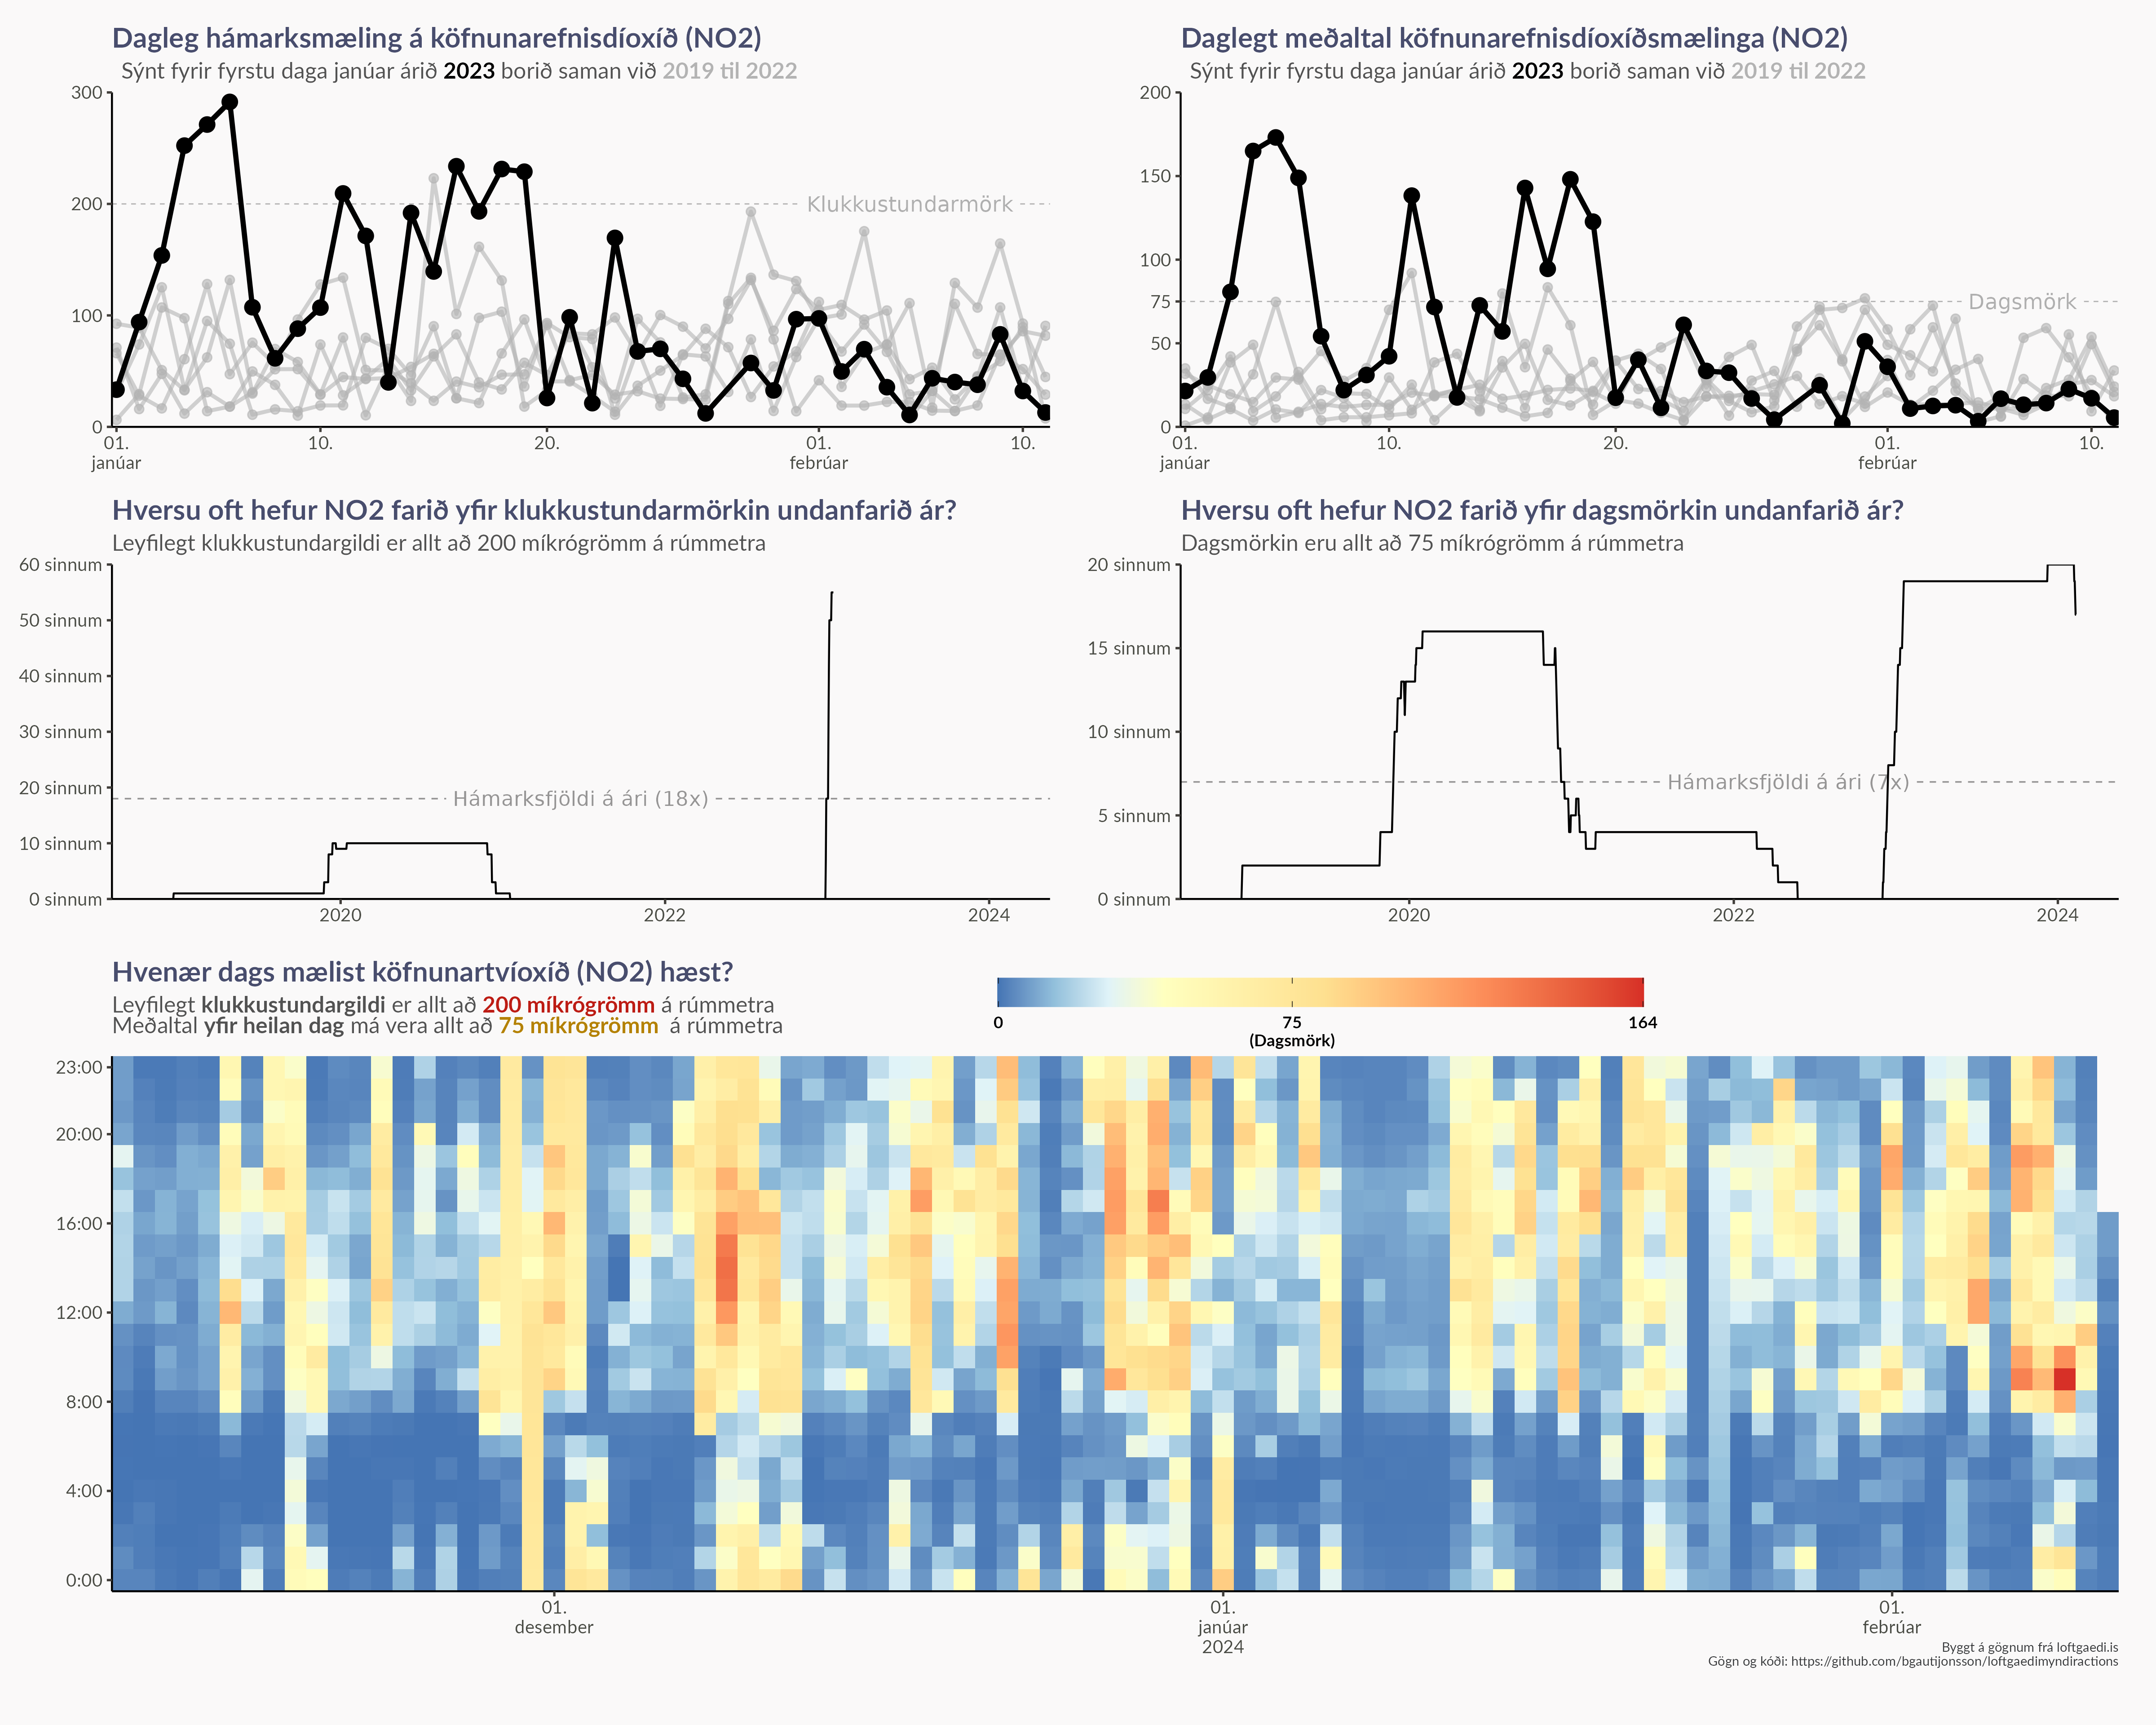 Dagleg hámarksmæling á köfnunarefnisdíoxíð (NO2)
Sýnt fyrir fyrstu daga janúar árið 2023 borið saman við 2019 til 2022
300
200
100
0
Klukkustundarmörk
01.
janúar
10.
20.
01.
febrúar
10.
Daglegt meðaltal köfnunarefnisdíoxíðsmælinga (NO2)
Sýnt fyrir fyrstu daga janúar árið 2023 borið saman við 2019 til 2022
200
150
100
75
50
0
Dagsmörk
01.
janúar
10.
20.
01.
febrúar
10.
Hversu oft hefur NO2 farið yfir klukkustundarmörkin undanfarið ár?
Leyfilegt klukkustundargildi er allt að 200 míkrógrömm á rúmmetra
60 sinnum
50 sinnum
40 sinnum
30 sinnum
20 sinnum
10 sinnum
0 sinnum
Hámarksfjöldi á ári (18x)
2020
2022
2024
Hversu oft hefur NO2 farið yfir dagsmörkin undanfarið ár?
Dagsmörkin eru allt að 75 míkrógrömm á rúmmetra
20 sinnum
15 sinnum
10 sinnum
5 sinnum
0 sinnum
Hámarksfjöldi á ári (7x)
2020
2022
2024
Hvenær dags mælist köfnunartvíoxíð (NO2) hæst?
Leyfilegt klukkustundargildi er allt að 200 míkrógrömm á rúmmetra
Meðaltal yfir heilan dag má vera allt að 75 míkrógrömm á rúmmetra
0
75
(Dagsmörk)
164
23:00
20:00
16:00
12:00
8:00
4:00
0:00
01.
desember
01.
janúar
2024
01.
febrúar
Byggt á gögnum frá loftgaedi.is
Gögn og kóði: https://github.com/bgautijonsson/loftgaedimyndiractions